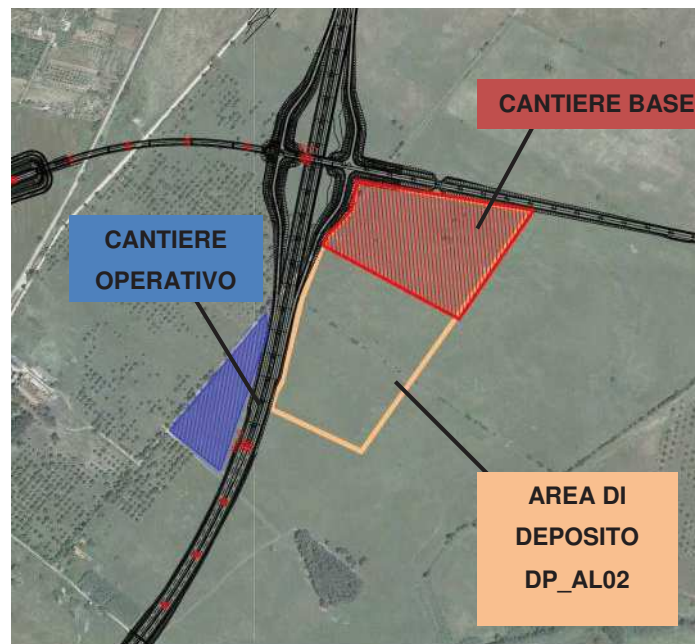 CANTIERE BASE
CANTIERE
OPERATIVO
AREA DI
DEPOSITO
DP_AL02